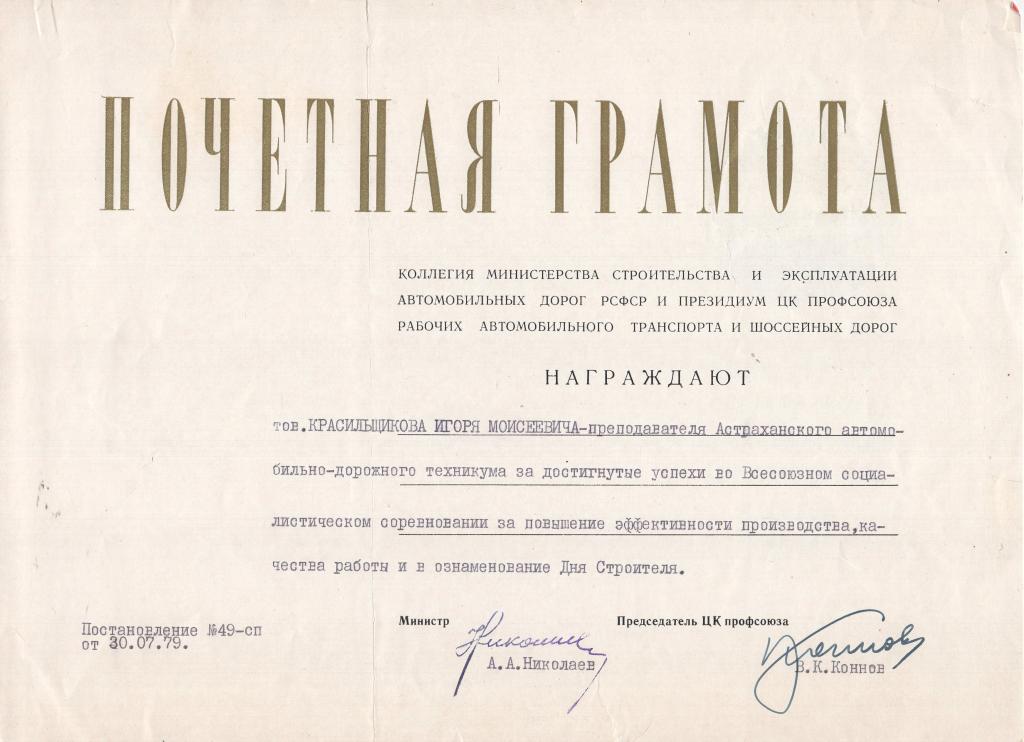 ПОЧЕТНАЯ ГРАМОТА
КОЛЛЕГИЯ МИНИСТЕРСТВА СТРОИТЕЛЬСТВА И ЭКСПЛУАТАЦИИ
АВТОМОБИЛЬНЫХ ДОРОГ РСФСР И ПРЕЗИДИУМ ЦК ПРОФСОЮЗА
РАБОЧИХ АВТОМОБИЛЬНОГО ТРАНСПОРТА И ШОССЕЙНЫХ ДОРОГ
НАГРАЖДАЮТ
тов.КРАСИЛЬЩИКОВА ИГОРЯ МОИСЕЕВИЧА-преподавателя Астраханского автомо-
бильно-дорожного техникума за достигнутые успехи во Всесоюзном социа-
листическом соревновании за повышение эффективности производства,ка-
чества работы и в ознаменование Дня Строителя.
Постановление №49-сп
от 30.07.79.
Министр
А.А.Николаев
Председатель ЦК профсоюза
В.К.Коннов